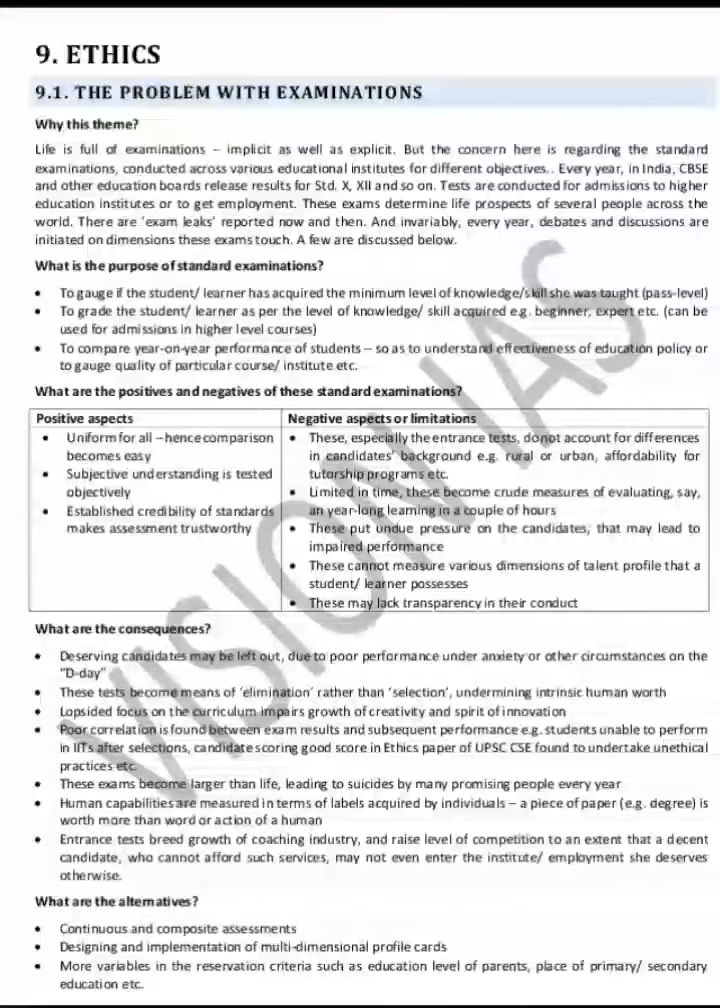 9. ETHICS
9.1. THE PROBLEM WITH EXAMINATIONS
Why this theme?
Life is full of examinations – implicit as well as explicit. But the concern here is regarding the standard
examinations, conducted across various educational institutes for different objectives.. Every year, in India, CBSE
and other education boards release results for Std. X, XII and so on. Tests are conducted for admissions to higher
education institutes or to get employment. These exams determine life prospects of several people across the
world. There are 'exam leaks' reported now and then. And invariably, every year, debates and discussions are
initiated on dimensions these exams touch. A few are discussed below.
What is the purpose of standard examinations?
• To gauge if the student/ learner has acquired the minimum level of knowledge/skill she was taught (pass-level)
• To grade the student/ learner as per the level of knowledge/ skill acquired e.g. beginner, expert etc. (can be
used for admissions in higher level courses)
• To compare year-on-year performance of students – so as to understand effectiveness of education policy or
to gauge quality of particular course/ institute etc.
What are the positives and negatives of these standard examinations?
Positive aspects
• Uniform for all – hence comparison
becomes easy
• Subjective understanding is tested
objectively
• Established credibility of standards
makes assessment trustworthy
Negative aspects or limitations
• These, especially the entrance tests, do not account for differences
in candidates' background e.g. rural or urban, affordability for
tutorship programs etc.
• Limited in time, these become crude measures of evaluating, say,
an year-long learning in a couple of hours
• These put undue pressure on the candidates, that may lead to
impaired performance
• These cannot measure various dimensions of talent profile that a
student/ learner possesses
• These may lack transparency in their conduct
What are the consequences?
• Deserving candidates may be left out, due to poor performance under anxiety or other circumstances on the
"D-day"
• These tests become means of 'elimination' rather than 'selection', undermining intrinsic human worth
• Lopsided focus on the curriculum impairs growth of creativity and spirit of innovation
• Poor correlation is found between exam results and subsequent performance e.g. students unable to perform
in IITs after selections, candidate scoring good score in Ethics paper of UPSC CSE found to undertake unethical
practices etc.
• These exams become larger than life, leading to suicides by many promising people every year
• Human capabilities are measured in terms of labels acquired by individuals – a piece of paper (e.g. degree) is
worth more than word or action of a human
• Entrance tests breed growth of coaching industry, and raise level of competition to an extent that a decent
candidate, who cannot afford such services, may not even enter the institute/ employment she deserves
otherwise.
What are the alternatives?
• Continuous and composite assessments
• Designing and implementation of multi-dimensional profile cards
• More variables in the reservation criteria such as education level of parents, place of primary/ secondary
education etc.
VISION IAS